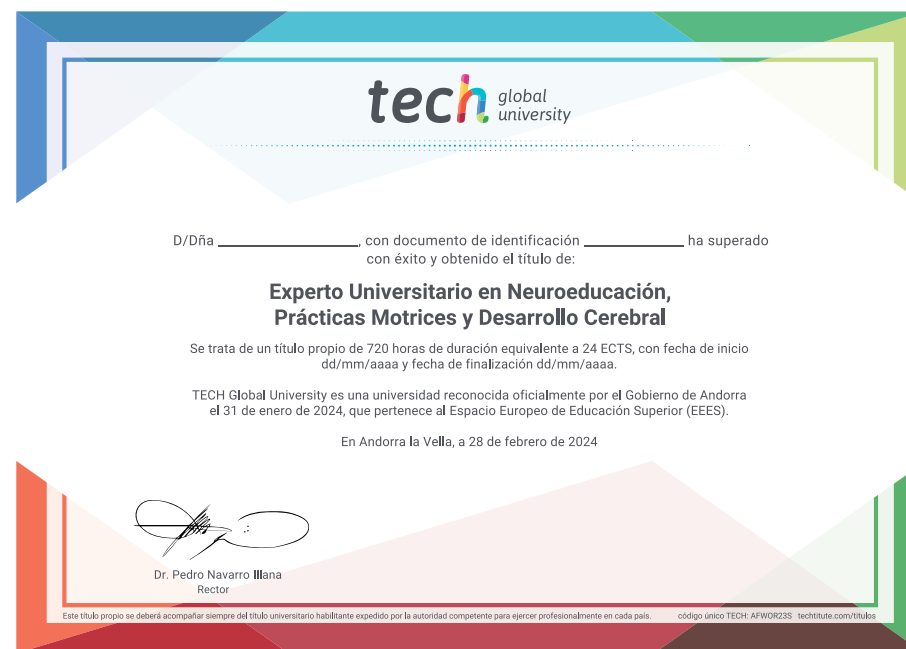 tech global university
D/Dña ____________________, con documento de identificación ______________ ha superado
con éxito y obtenido el título de:
Experto Universitario en Neuroeducación,
Prácticas Motrices y Desarrollo Cerebral
Se trata de un título propio de 720 horas de duración equivalente a 24 ECTS, con fecha de inicio
dd/mm/aaaa y fecha de finalización dd/mm/aaaa.
TECH Global University es una universidad reconocida oficialmente por el Gobierno de Andorra
el 31 de enero de 2024, que pertenece al Espacio Europeo de Educación Superior (EEES).
En Andorra la Vella, a 28 de febrero de 2024
Dr. Pedro Navarro Illana
Rector
Este título propio se deberá acompañar siempre del título universitario habilitante expedido por la autoridad competente para ejercer profesionalmente en cada país. código único TECH: AFWOR23S techtitute.com/titulos